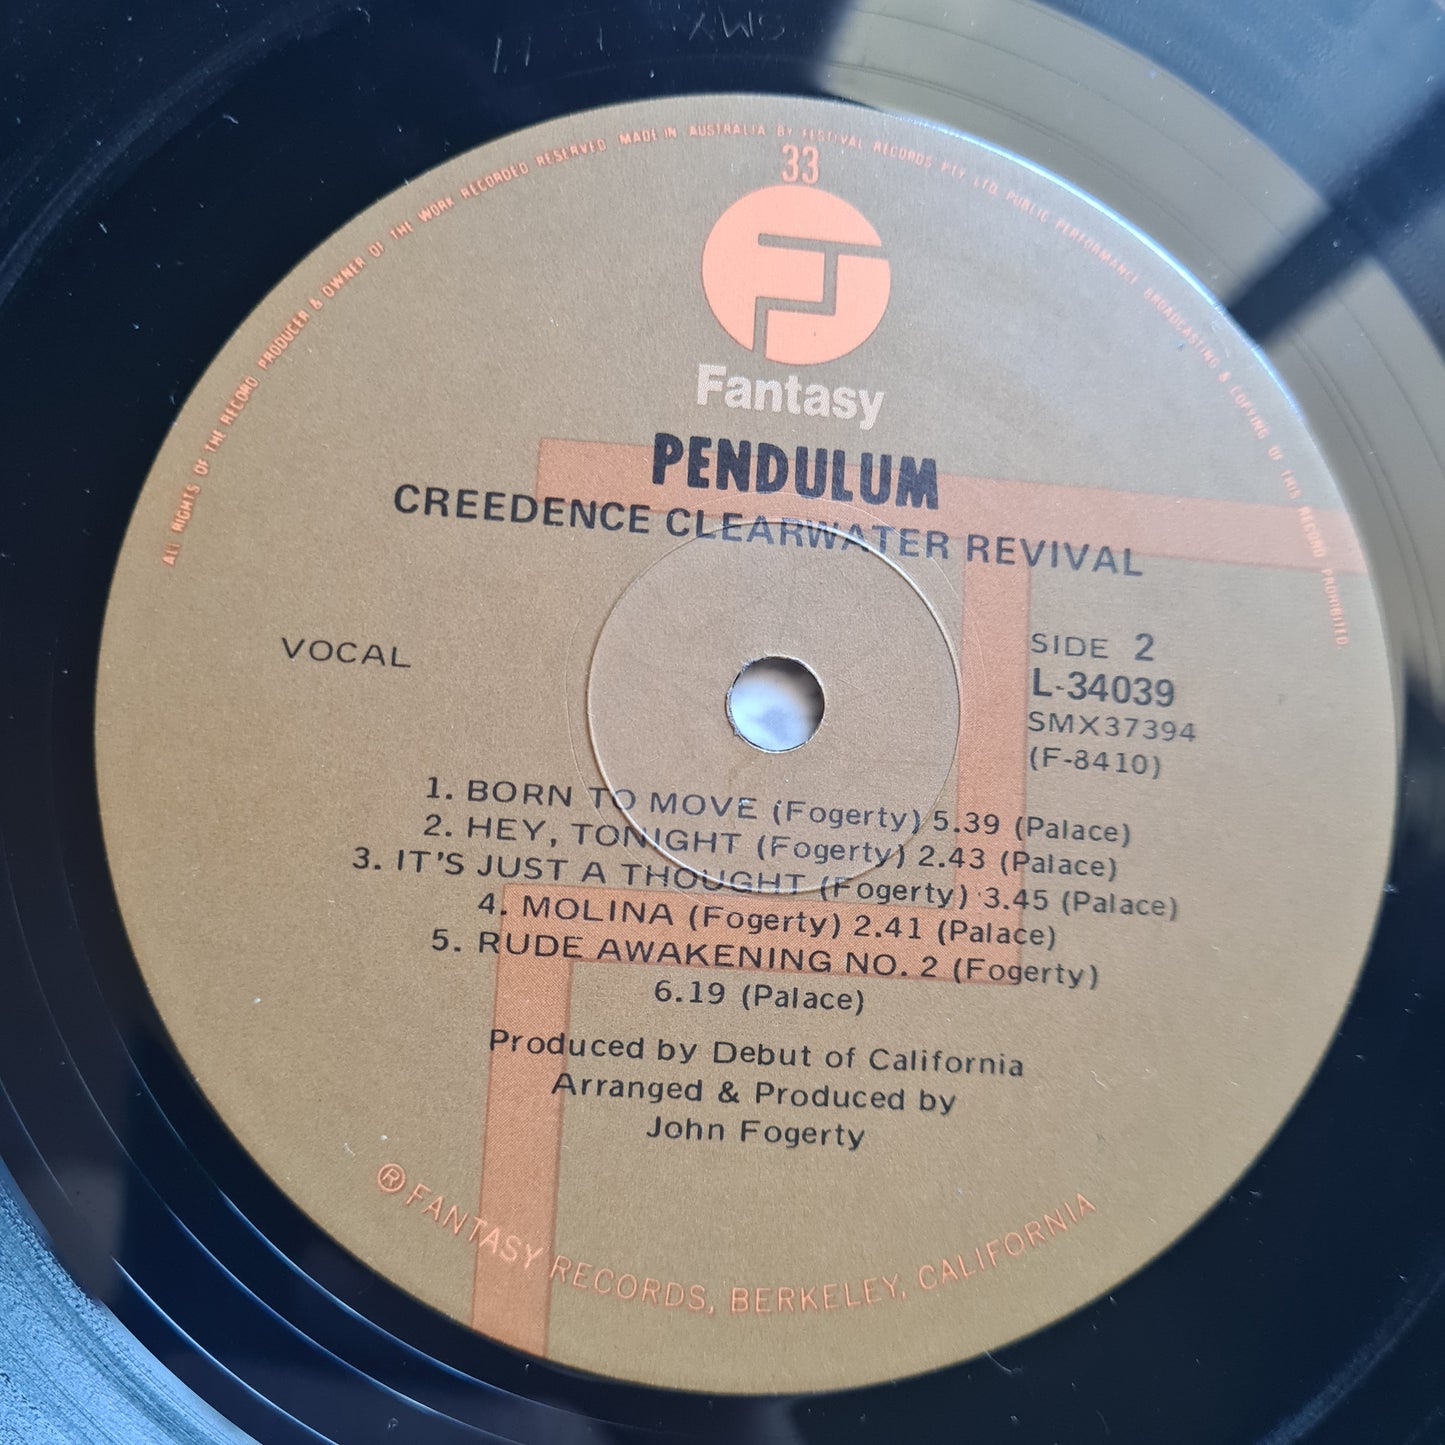 ALL RIGHTS OF THE RECORD PRODUCER & OWNER OF THE WORK RECORDED RESERVED MADE IN AUSTRALIA BY FESTIVAL RECORDS PTY LTD PUBLIC PERFORMANCE BROADCASTING & COPYING OF THIS RECORD PROHIBITED
33
Fantasy
PENDULUM
CREEDENCE CLEARWATER REVIVAL
VOCAL
SIDE 2
L-34039
SMX37394
(F-8410)
1. BORN TO MOVE (Fogerty) 5.39 (Palace)
2. HEY, TONIGHT (Fogerty) 2.43 (Palace)
3. IT'S JUST A THOUGHT (Fogerty) 3.45 (Palace)
4. MOLINA (Fogerty) 2.41 (Palace)
5. RUDE AWAKENING NO. 2 (Fogerty)
6.19 (Palace)
Produced by Debut of California
Arranged & Produced by
John Fogerty
® FANTASY RECORDS, BERKELEY, CALIFORNIA